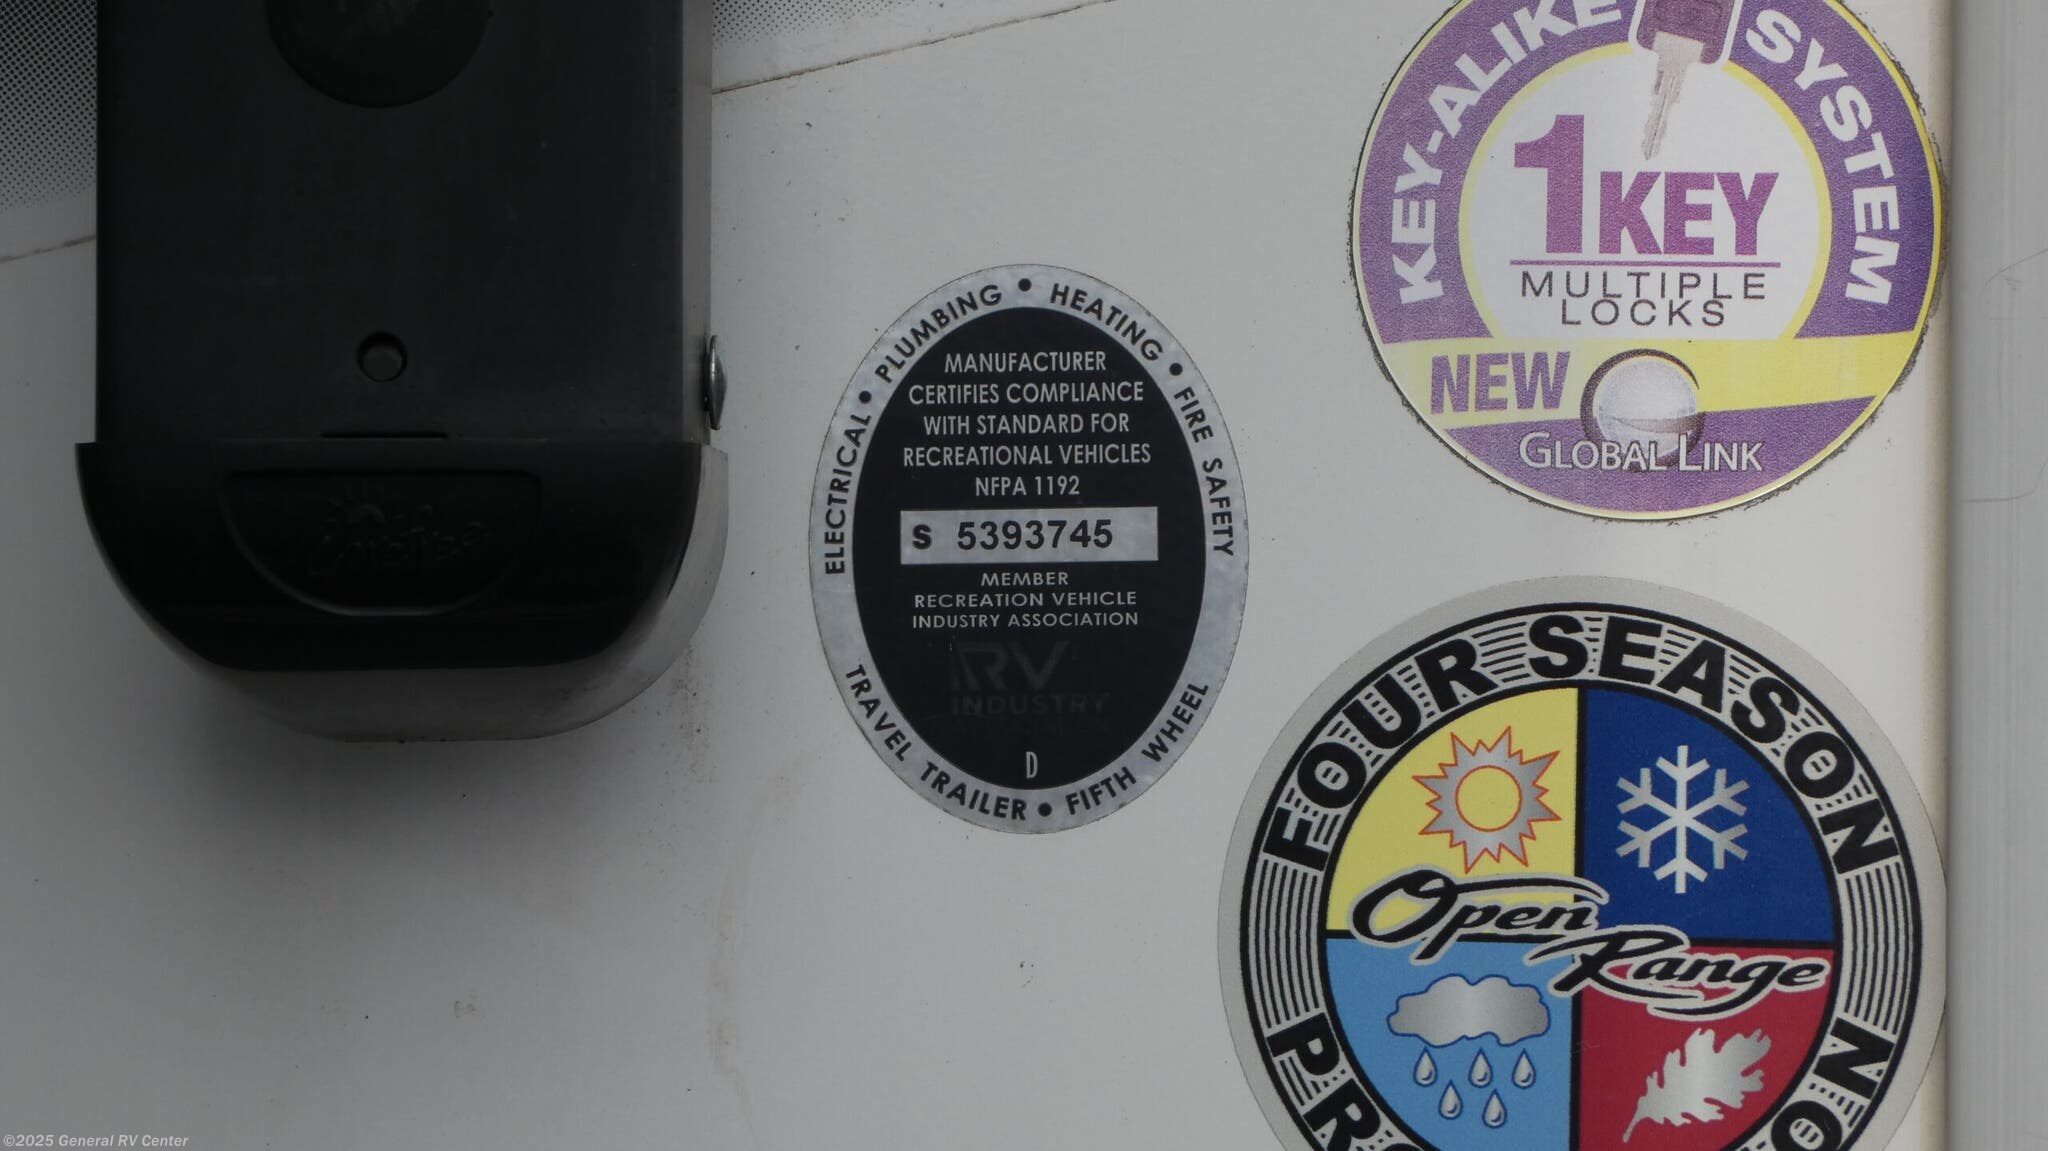 KEY-ALIKE SYSTEM
1KEY
MULTIPLE
LOCKS
NEW
GLOBAL LINK
ELECTRICAL • PLUMBING • HEATING • FIRE SAFETY
MANUFACTURER
CERTIFIES COMPLIANCE
WITH STANDARD FOR
RECREATIONAL VEHICLES
NFPA 1192
S 5393745
MEMBER
RECREATION VEHICLE
INDUSTRY ASSOCIATION
RV
INDUSTRY
D
TRAVEL TRAILER • FIFTH WHEEL
FOUR SEASON
Open
Range
©2025 General RV Center